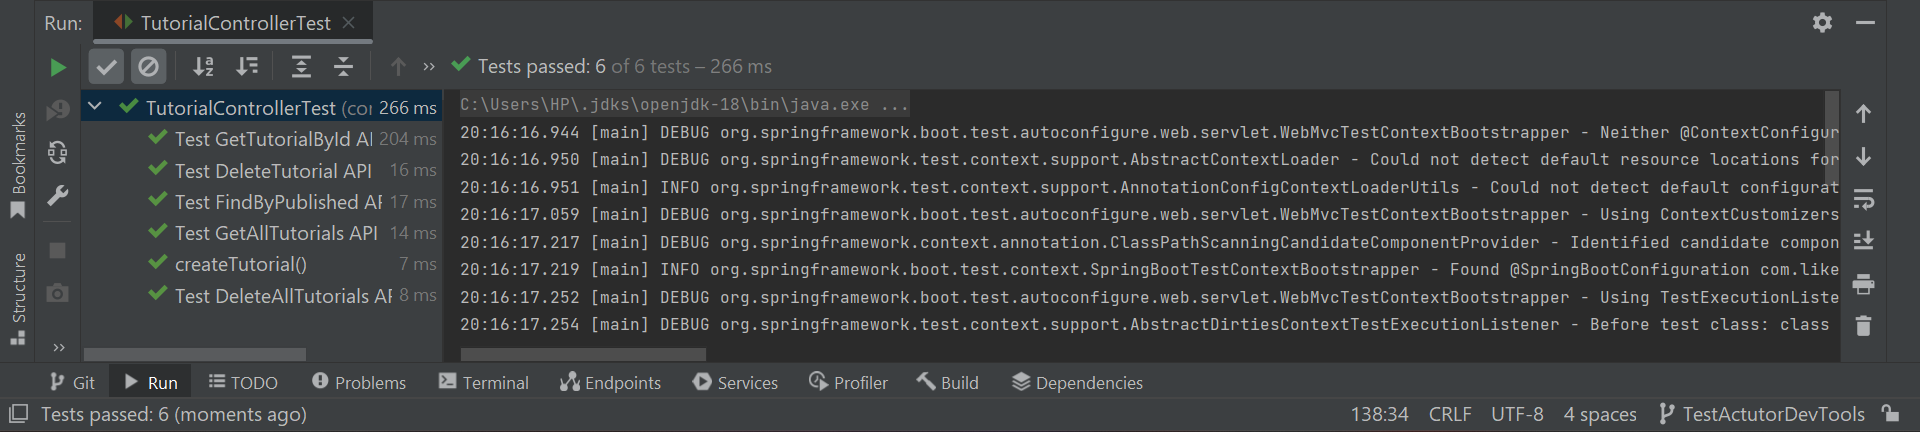 Run: TutorialControllerTest
Tests passed: 6 of 6 tests – 266 ms
TutorialControllerTest (cor 266 ms
Test GetTutorialById AI 204 ms
Test DeleteTutorial API 16 ms
Test FindByPublished AF 17 ms
Test GetAllTutorials API 14 ms
createTutorial() 7 ms
Test DeleteAllTutorials AF 8 ms
C:\Users\HP\.jdks\openjdk-18\bin\java.exe ...
20:16:16.944 [main] DEBUG org.springframework.boot.test.autoconfigure.web.servlet.WebMvcTestContextBootstrapper - Neither @ContextConfigur
20:16:16.950 [main] DEBUG org.springframework.test.context.support.AbstractContextLoader - Could not detect default resource locations for
20:16:16.951 [main] INFO org.springframework.test.context.support.AnnotationConfigContextLoaderUtils - Could not detect default configurat
20:16:17.059 [main] DEBUG org.springframework.boot.test.autoconfigure.web.servlet.WebMvcTestContextBootstrapper - Using ContextCustomizers
20:16:17.217 [main] DEBUG org.springframework.context.annotation.ClassPathScanningCandidateComponentProvider - Identified candidate compon
20:16:17.219 [main] INFO org.springframework.boot.test.context.SpringBootTestContextBootstrapper - Found @SpringBootConfiguration com.like
20:16:17.252 [main] DEBUG org.springframework.boot.test.autoconfigure.web.servlet.WebMvcTestContextBootstrapper - Using TestExecutionListe
20:16:17.254 [main] DEBUG org.springframework.test.context.support.AbstractDirtiesContextTestExecutionListener - Before test class: class
Bookmarks
Structure
Git Run TODO Problems Terminal Endpoints Services Profiler Build Dependencies
Tests passed: 6 (moments ago) 138:34 CRLF UTF-8 4 spaces TestActutorDevTools